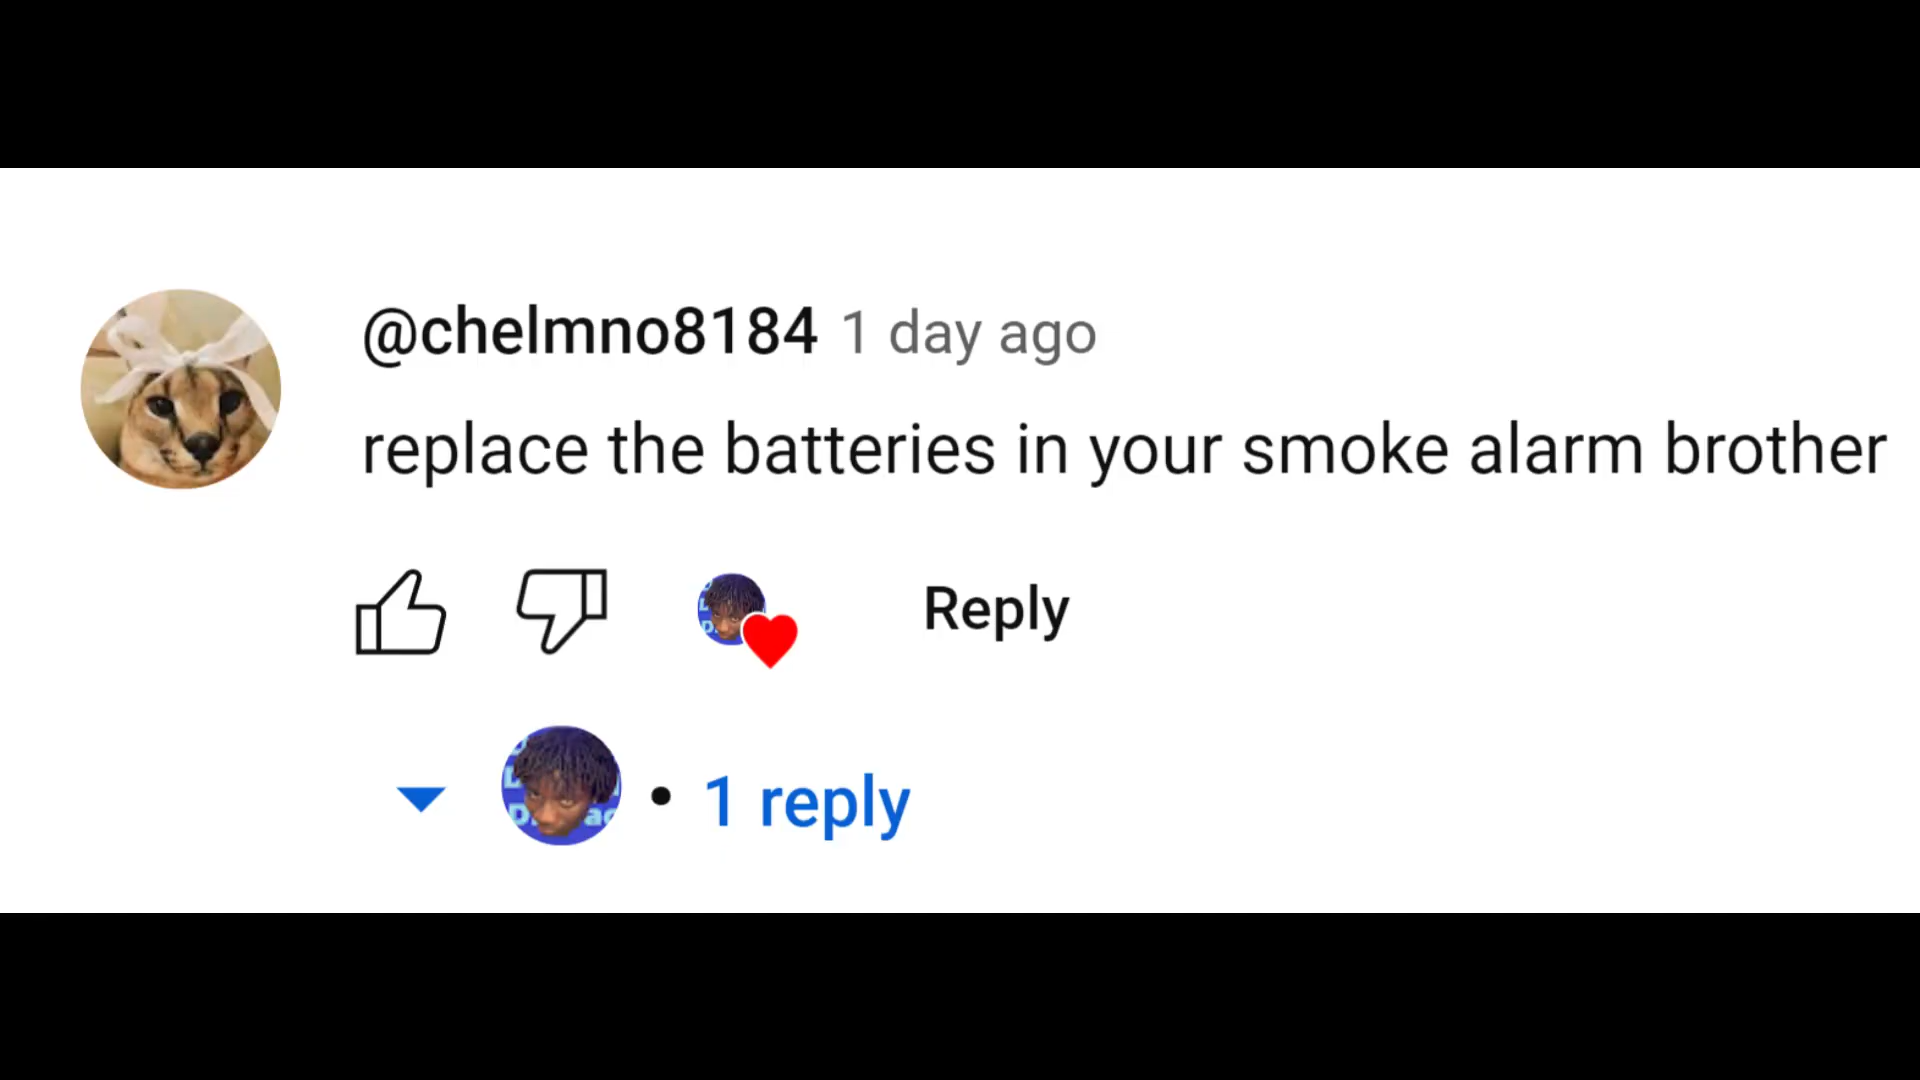 @chelmno8184 1 day ago
replace the batteries in your smoke alarm brother
Reply
• 1 reply